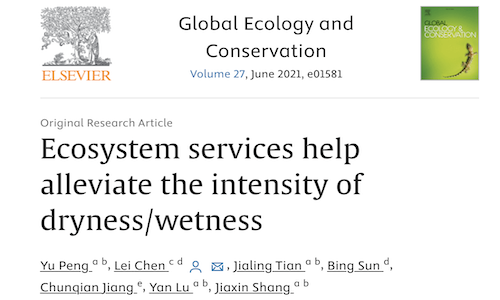 ELSEVIER
Global Ecology and
Conservation
Volume 27, June 2021, e01581
GLOBAL
ECOLOGY &
CONSERVATION
Original Research Article
Ecosystem services help
alleviate the intensity of
dryness/wetness
Yu Peng a b, Lei Chen c d, Jialing Tian a b, Bing Sun d,
Chunqian Jiang e, Yan Lu a b, Jiaxin Shang a b